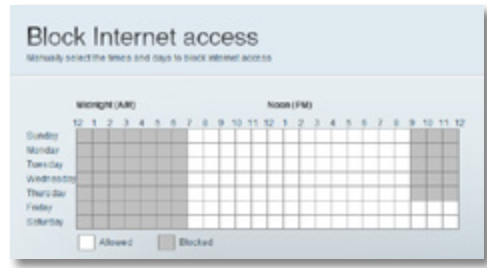 Block Internet access
Manually select the times and days to block internet access
Midnight (AM) Noon (PM)
12 1 2 3 4 5 6 7 8 9 10 11 12 1 2 3 4 5 6 7 8 9 10 11 12
Sunday
Monday
Tuesday
Wednesday
Thursday
Friday
Saturday
Allowed Blocked